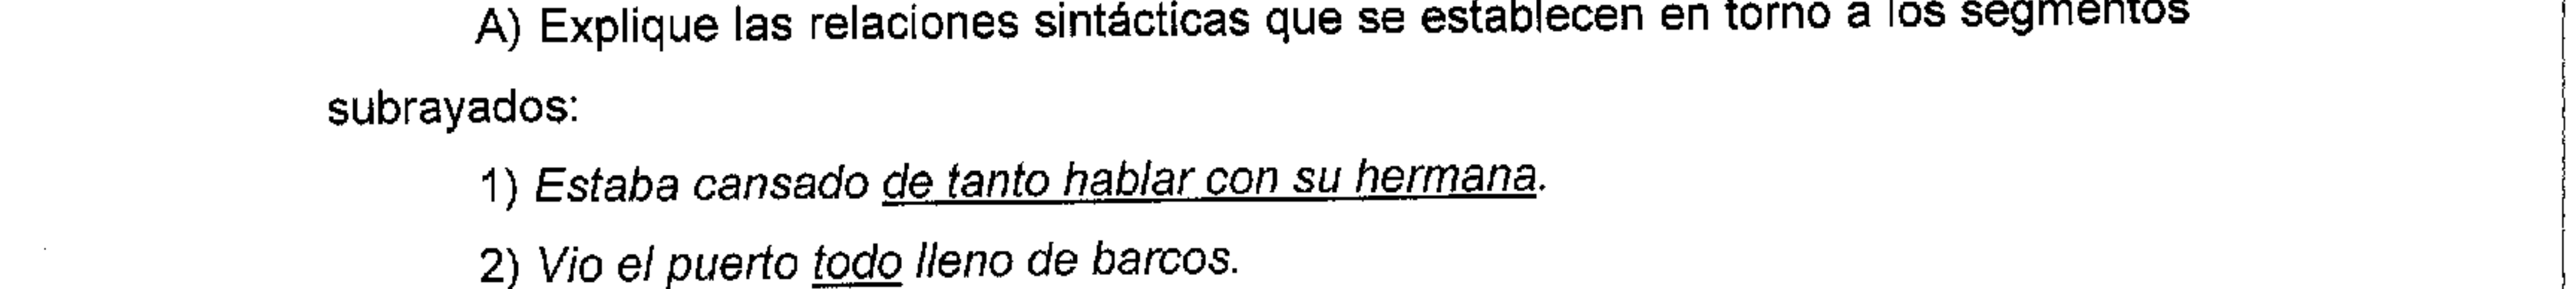 A) Explique las relaciones sintácticas que se establecen en torno a los segmentos
subrayados:
1) Estaba cansado de tanto hablar con su hermana.
2) Vio el puerto todo lleno de barcos.